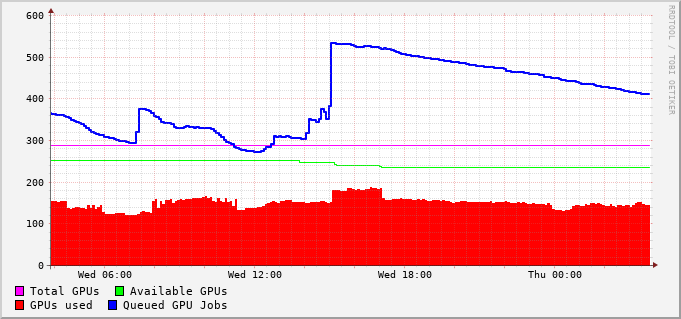 600
500
400
300
200
100
0
Wed 06:00 Wed 12:00 Wed 18:00 Thu 00:00
Total GPUs Available GPUs
GPUs used Queued GPU Jobs
RRDTOOL / TOBI OETIKER